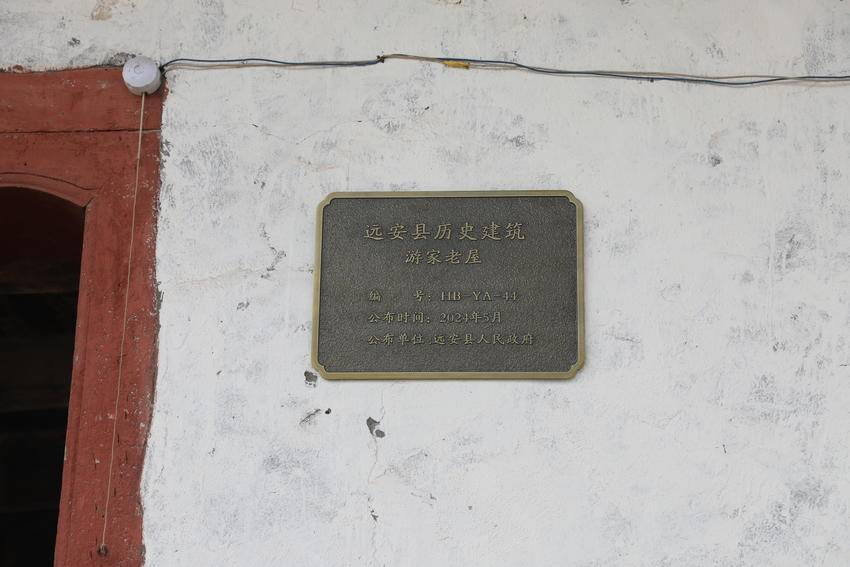 远安县历史建筑
游家老屋
编 号：HB-YA-44
公布时间：2024年5月
公布单位：远安县人民政府